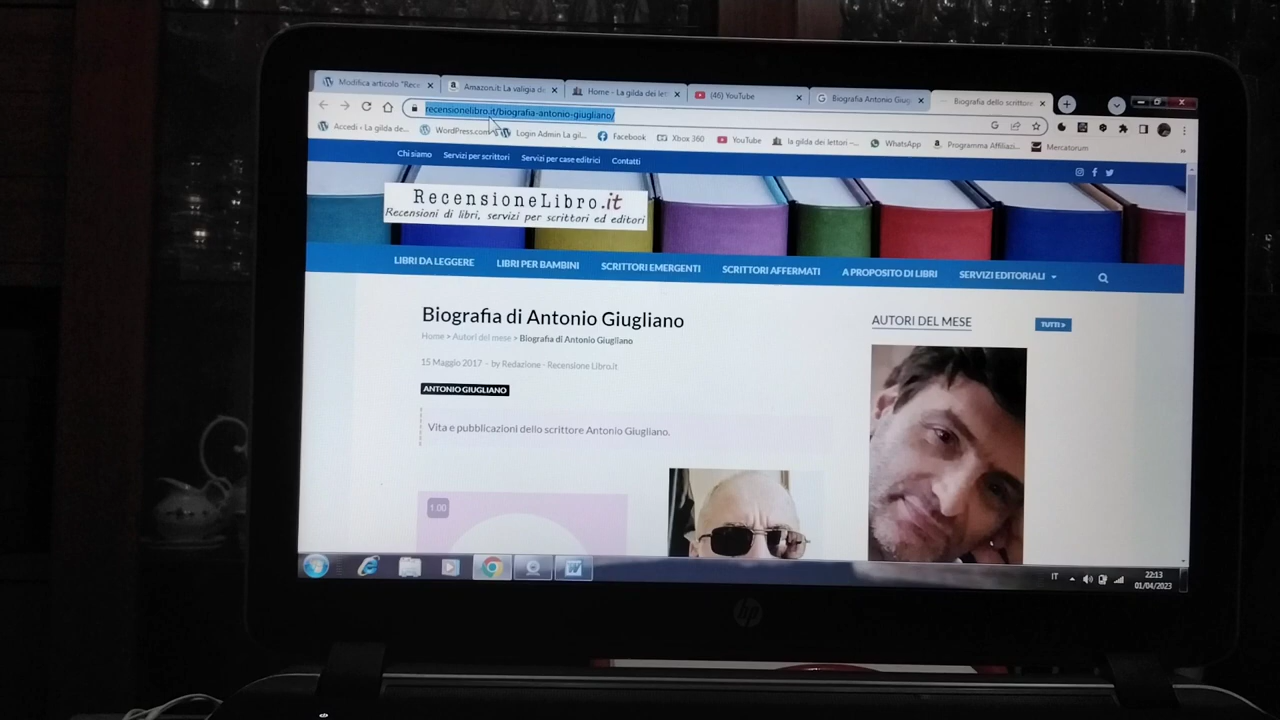 Modifica articolo "Rece
Amazon.it: La valigia de
Home - La gilda dei let
(46) YouTube
Biografia Antonio Giug
Biografia dello scrittore
recensionelibro.it/biografia-antonio-giugliano/
Accedi ‹ La gilda de...
WordPress.com
Login Admin La gil...
Facebook
Xbox 360
YouTube
la gilda dei lettori –...
WhatsApp
Programma Affiliazi...
Mercatorum
»
Chi siamo
Servizi per scrittori
Servizi per case editrici
Contatti
RecensioneLibro.it
Recensioni di libri, servizi per scrittori ed editori
LIBRI DA LEGGERE
LIBRI PER BAMBINI
SCRITTORI EMERGENTI
SCRITTORI AFFERMATI
A PROPOSITO DI LIBRI
SERVIZI EDITORIALI
Biografia di Antonio Giugliano
Home > Autori del mese > Biografia di Antonio Giugliano
15 Maggio 2017 - by Redazione - Recensione Libro.it
ANTONIO GIUGLIANO
Vita e pubblicazioni dello scrittore Antonio Giugliano.
1.00
AUTORI DEL MESE
TUTTI »
IT
22:13
01/04/2023
hp